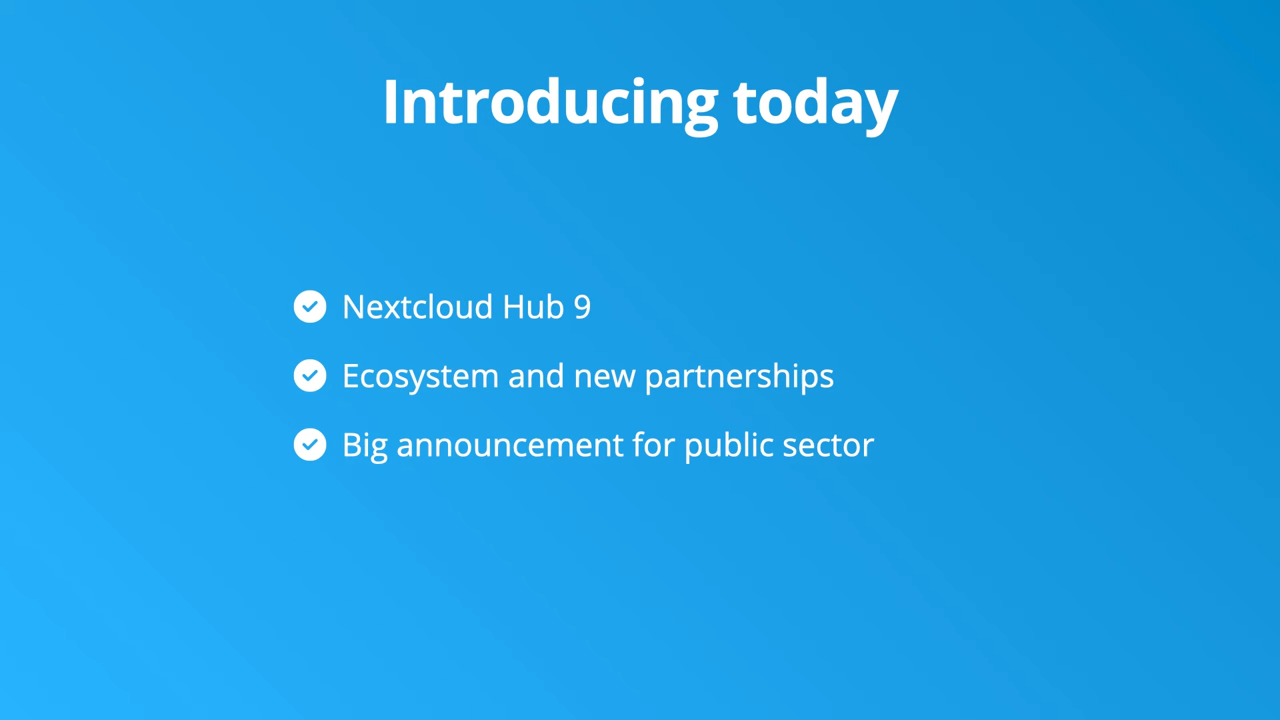 Introducing today
Nextcloud Hub 9
Ecosystem and new partnerships
Big announcement for public sector